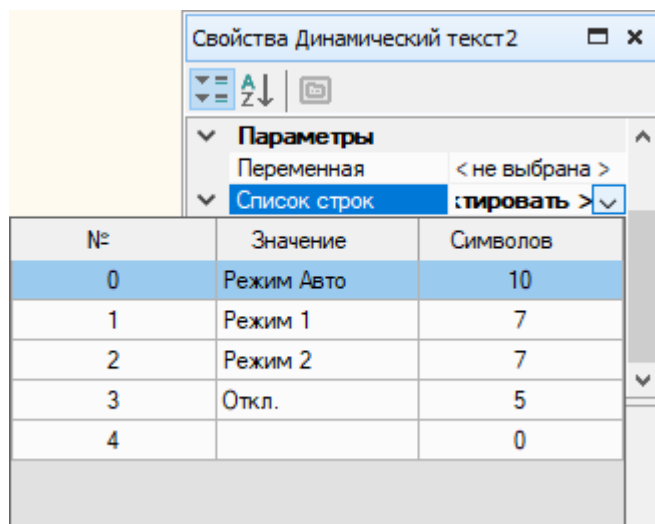 Свойства Динамический текст2
Параметры
Переменная < не выбрана >
Список строк ктировать >
№ Значение Символов
0 Режим Авто 10
1 Режим 1 7
2 Режим 2 7
3 Откл. 5
4 0